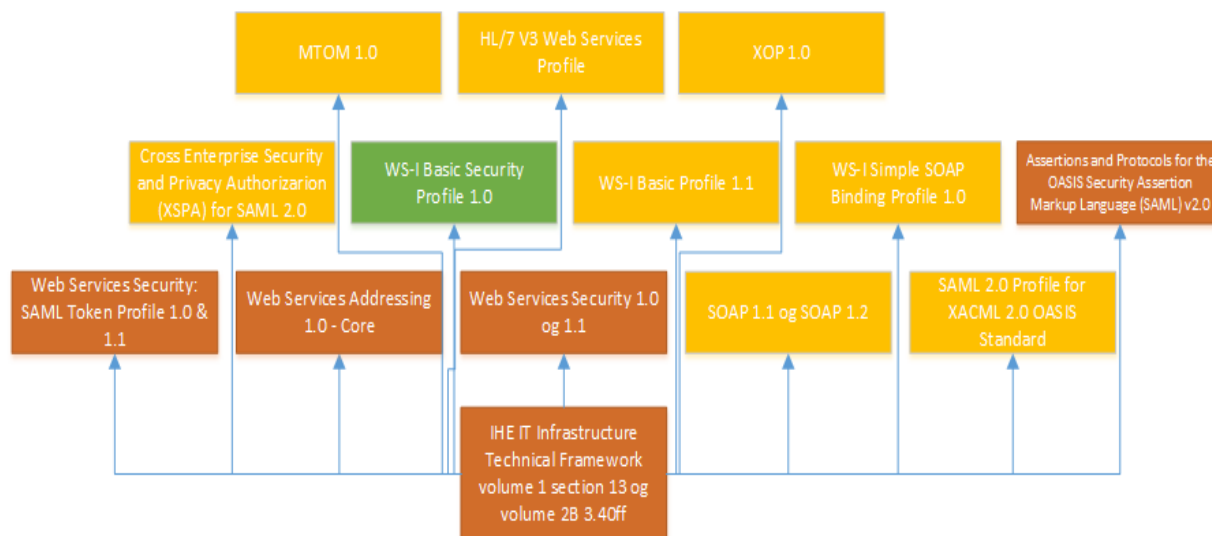 MTOM 1.0
HL/7 V3 Web Services
Profile
XOP 1.0
Cross Enterprise Security
and Privacy Authorizarion
(XSPA) for SAML 2.0
WS-I Basic Security
Profile 1.0
WS-I Basic Profile 1.1
WS-I Simple SOAP
Binding Profile 1.0
Assertions and Protocols for the
OASIS Security Assertion
Markup Language (SAML) v2.0
Web Services Security:
SAML Token Profile 1.0 &
1.1
Web Services Addressing
1.0 - Core
Web Services Security 1.0
og 1.1
SOAP 1.1 og SOAP 1.2
SAML 2.0 Profile for
XACML 2.0 OASIS
Standard
IHE IT Infrastructure
Technical Framework
volume 1 section 13 og
volume 2B 3.40ff